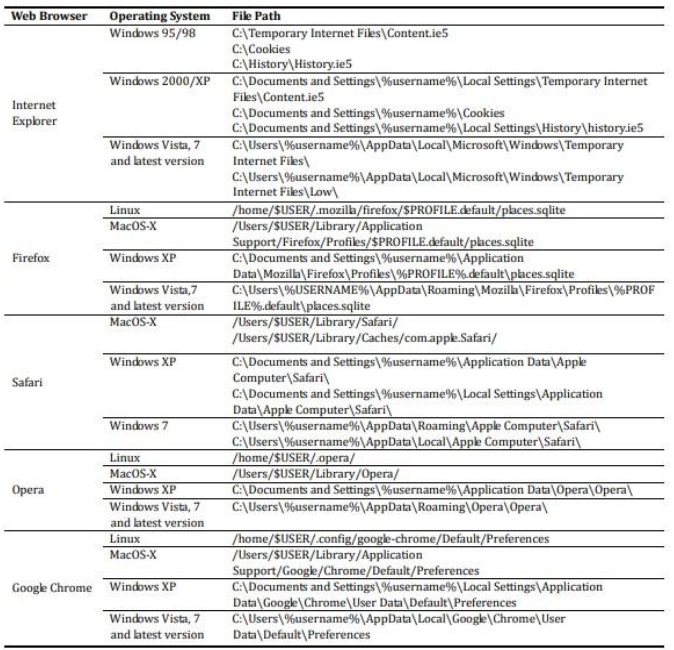 Web Browser Operating System File Path
Windows 95/98 C:\Temporary Internet Files\Content.ie5
C:\Cookies
C:\History\History.ie5
Windows 2000/XP C:\Documents and Settings\%username%\Local Settings\Temporary Internet
Files\Content.ie5
Internet
Explorer
C:\Documents and Settings\%username%\Cookies
C:\Documents and Settings\%username%\Local Settings\History\history.ie5
Windows Vista, 7 C:\Users\%username%\AppData\Local\Microsoft\Windows\Temporary
and latest version Internet Files\
C:\Users\%username%\AppData\Local\Microsoft\Windows\Temporary
Internet Files\Low\
Linux /home/$USER/.mozilla/firefox/$PROFILE.default/places.sqlite
MacOS-X /Users/$USER/Library/Application
Support/Firefox/Profiles/$PROFILE.default/places.sqlite
Firefox Windows XP C:\Documents and Settings\%username%\Application
Data\Mozilla\Firefox\Profiles\%PROFILE%.default\places.sqlite
Windows Vista,7 C:\Users\%USERNAME%\AppData\Roaming\Mozilla\Firefox\Profiles\%PROF
and latest version ILE%.default\places.sqlite
MacOS-X /Users/$USER/Library/Safari/
/Users/$USER/Library/Caches/com.apple.Safari/
Windows XP C:\Documents and Settings\%username%\Application Data\Apple
Safari Computer\Safari\
C:\Documents and Settings\%username%\Local Settings\Application
Data\Apple Computer\Safari\
Windows 7 C:\Users\%username%\AppData\Roaming\Apple Computer\Safari\
C:\Users\%username%\AppData\Local\Apple Computer\Safari\
Linux /home/$USER/.opera/
MacOS-X /Users/$USER/Library/Opera/
Opera Windows XP C:\Documents and Settings\%username%\Application Data\Opera\Opera\
Windows Vista, 7 C:\Users\%username%\AppData\Roaming\Opera\Opera\
and latest version
Linux /home/$USER/.config/google-chrome/Default/Preferences
MacOS-X /Users/$USER/Library/Application
Support/Google/Chrome/Default/Preferences
Google Chrome Windows XP C:\Documents and Settings\%username%\Local Settings\Application
Data\Google\Chrome\User Data\Default\Preferences
Windows Vista, 7 C:\Users\%username%\AppData\Local\Google\Chrome\User
and latest version Data\Default\Preferences